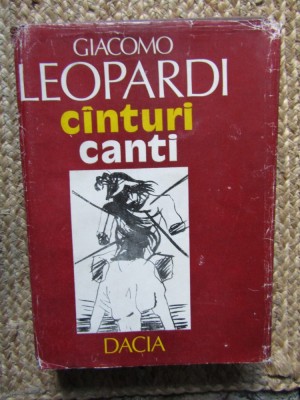 GIACOMO
LEOPARDI
cînturi
canti
DACIA